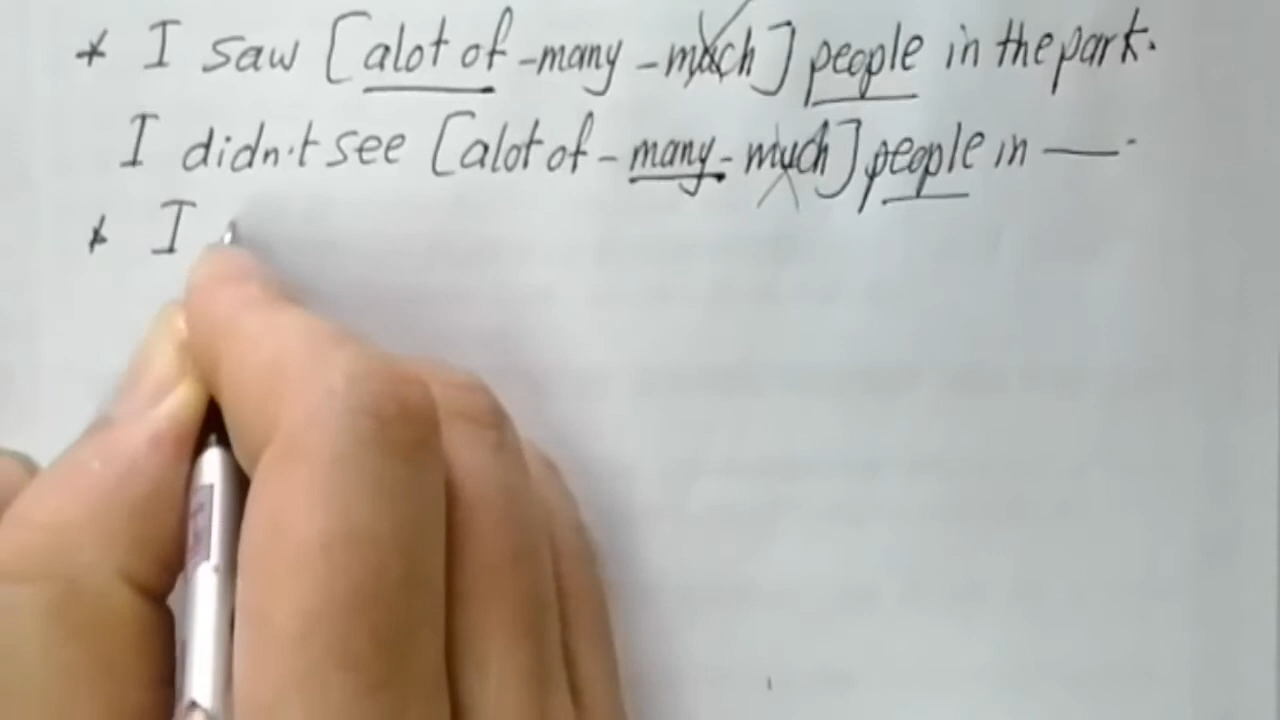 * I saw [alot of - many - much] people in the park.
I didn't see [alot of - many - much] people in —.
* I